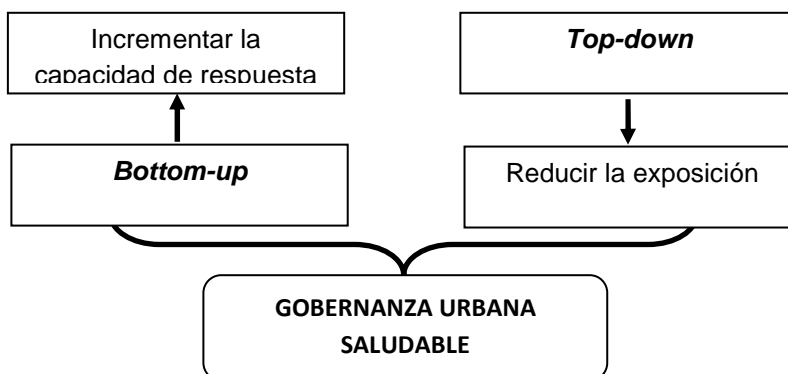 Incrementar la
capacidad de respuesta
Top-down
Bottom-up
Reducir la exposición
GOBERNANZA URBANA
SALUDABLE